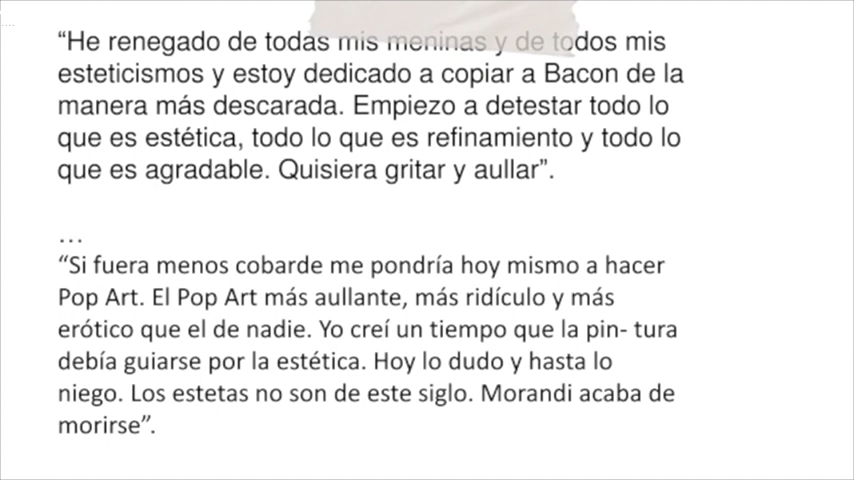 “He renegado de todas mis meninas y de todos mis
esteticismos y estoy dedicado a copiar a Bacon de la
manera más descarada. Empiezo a detestar todo lo
que es estética, todo lo que es refinamiento y todo lo
que es agradable. Quisiera gritar y aullar”.
…
“Si fuera menos cobarde me pondría hoy mismo a hacer
Pop Art. El Pop Art más aullante, más ridículo y más
erótico que el de nadie. Yo creí un tiempo que la pin- tura
debía guiarse por la estética. Hoy lo dudo y hasta lo
niego. Los estetas no son de este siglo. Morandi acaba de
morirse”.